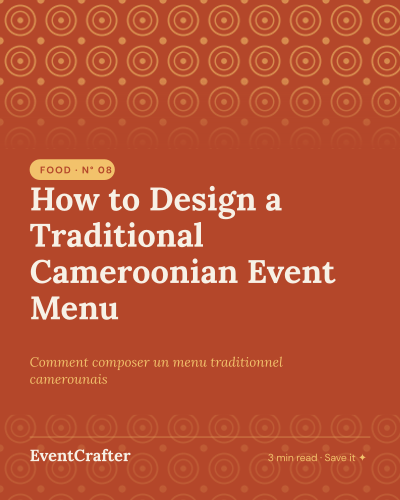 FOOD · N° 08
How to Design a
Traditional
Cameroonian Event
Menu
Comment composer un menu traditionnel
camerounais
EventCrafter
3 min read · Save it ✦